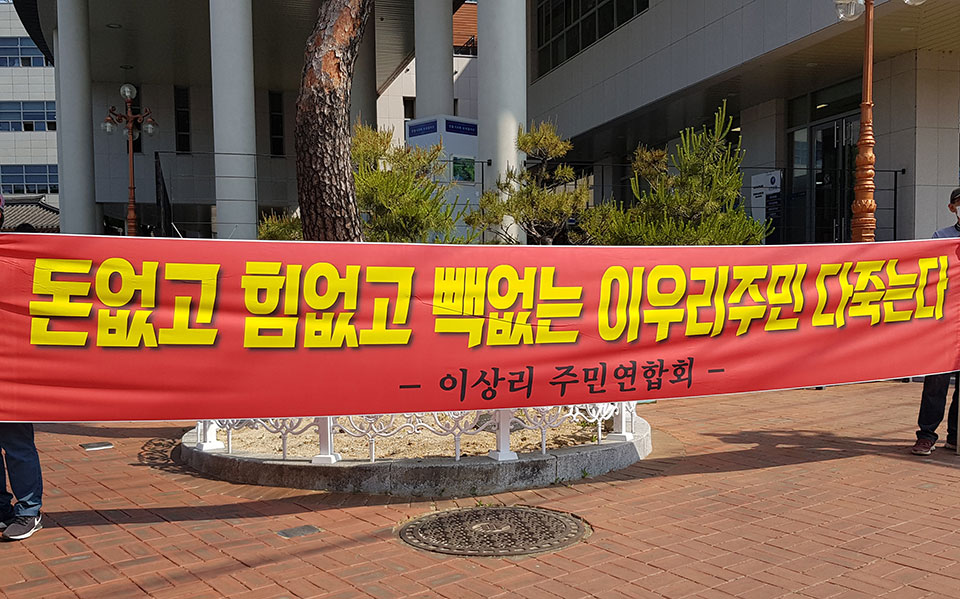 돈없고 힘없고 빽없는 이우리주민 다죽는다
- 이상리 주민연합회 -